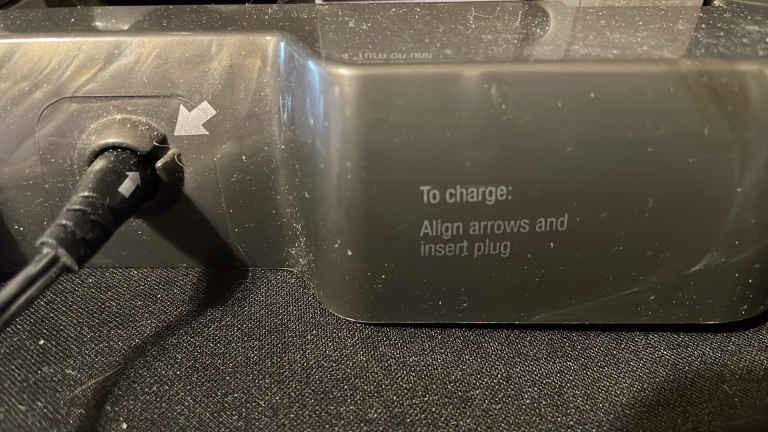 To charge:
Align arrows and
insert plug